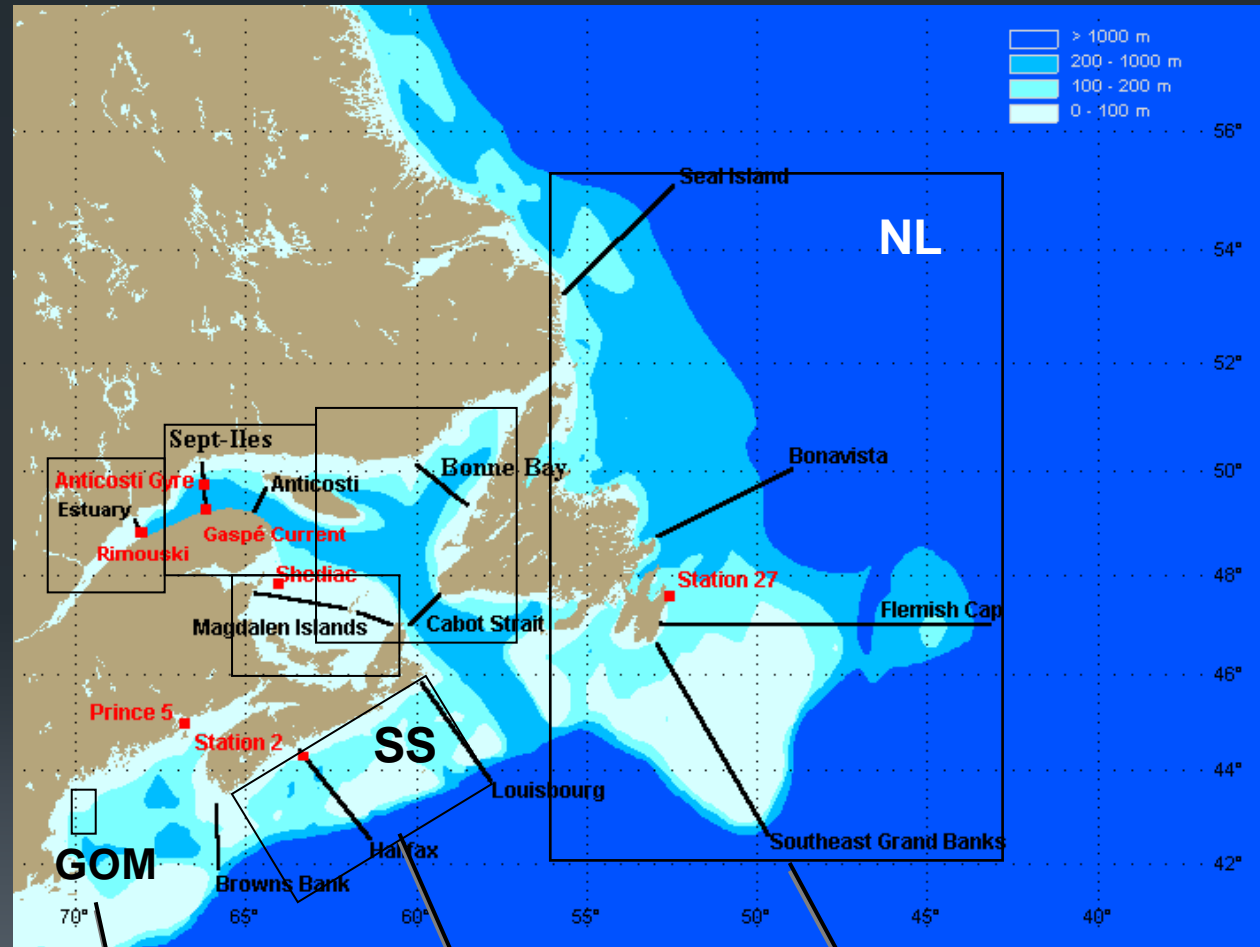 > 1000 m
200 - 1000 m
100 - 200 m
0 - 100 m
56°
Seal Island
NL
54°
52°
Sept-Iles
Bonavista
Bonne Bay
50°
Anticosti Gyre
Anticosti
Estuary
Gaspé Current
Rimouski
Shediac
Station 27
48°
Flemish Cap
Magdalen Islands
Cabot Strait
46°
Prince 5
Station 2
SS
44°
Louisbourg
Southeast Grand Banks
Halifax
GOM
42°
Browns Bank
70°
65°
60°
55°
50°
45°
40°